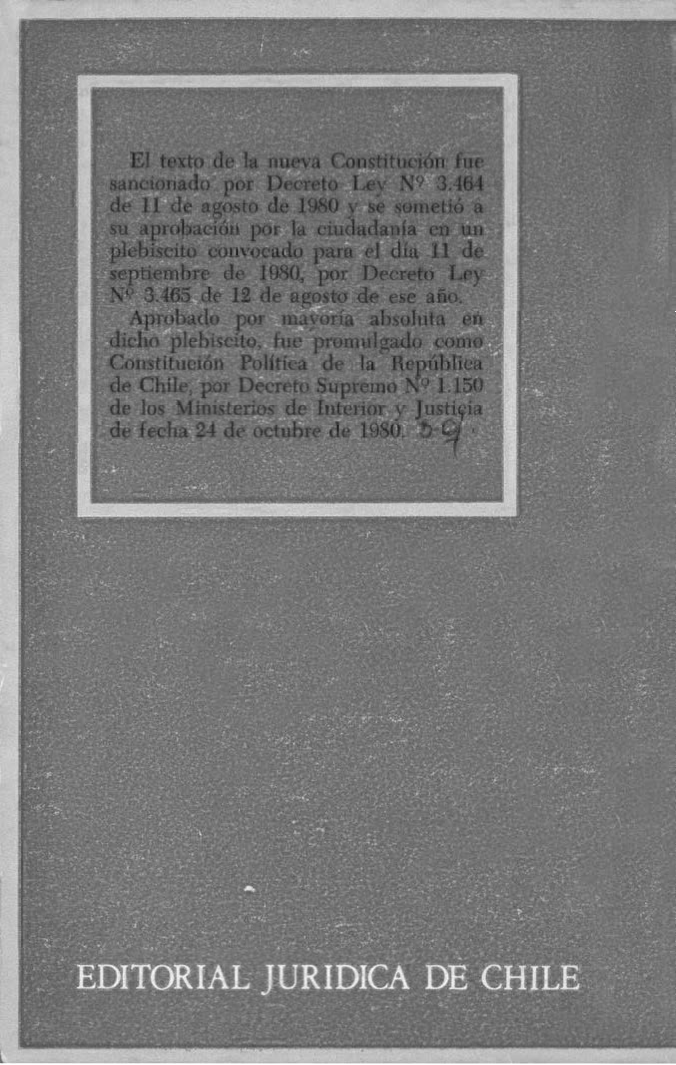 El texto de la nueva Constitución fue
sancionado por Decreto Ley Nº 3.464
de 11 de agosto de 1980 y se sometió a
su aprobación por la ciudadanía en un
plebiscito convocado para el día 11 de
septiembre de 1980, por Decreto Ley
Nº 3.465 de 12 de agosto de ese año.
Aprobado por mayoría absoluta en
dicho plebiscito, fue promulgado como
Constitución Política de la República
de Chile, por Decreto Supremo Nº 1.150
de los Ministerios de Interior y Justicia
de fecha 24 de octubre de 1980.
EDITORIAL JURIDICA DE CHILE